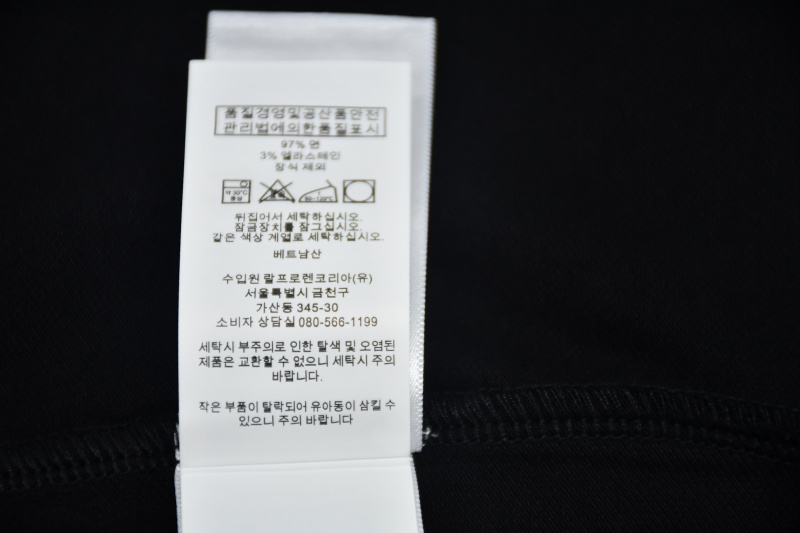 품질경영및공산품안전
관리법에의한품질표시
97% 면
3% 엘라스테인
장식 제외
약 30°C
중성
80~120°C
뒤집어서 세탁하십시오.
잠금장치를 잠그십시오.
같은 색상 계열로 세탁하십시오.
베트남산
수입원 랄프로렌코리아(유)
서울특별시 금천구
가산동 345-30
소비자 상담실 080-566-1199
세탁시 부주의로 인한 탈색 및 오염된
제품은 교환할 수 없으니 세탁시 주의
바랍니다.
작은 부품이 탈락되어 유아동이 삼킬 수
있으니 주의 바랍니다